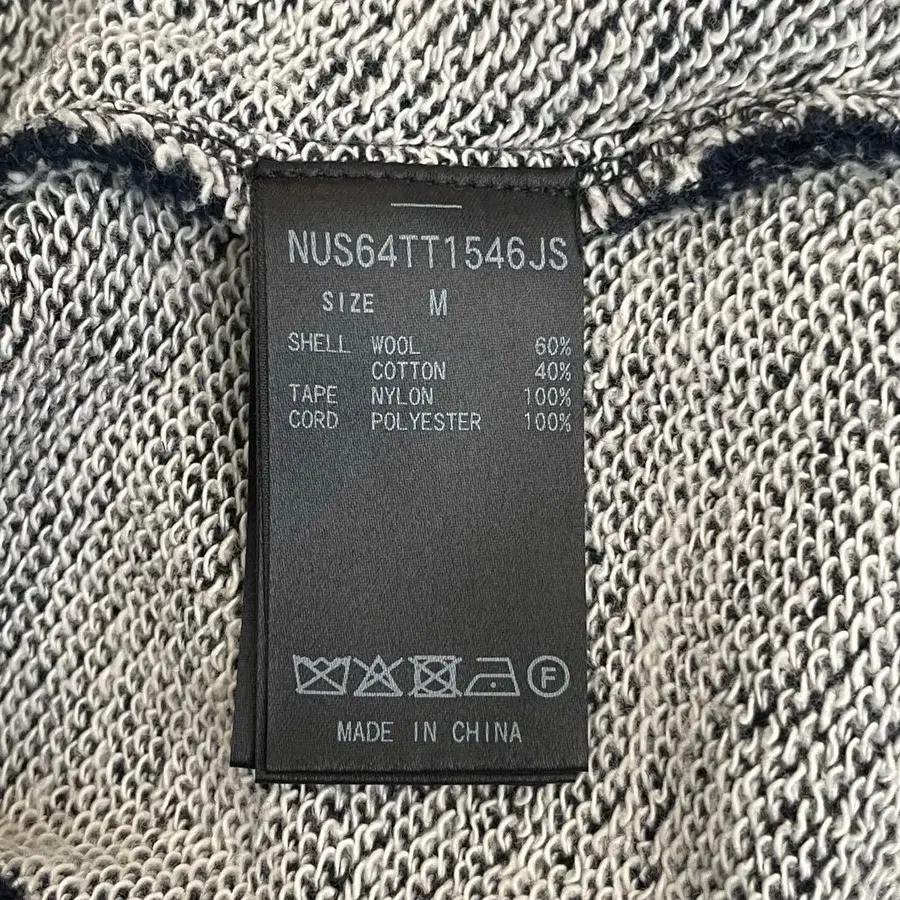 NUS64TT1546JS
SIZE M
SHELL WOOL 60%
COTTON 40%
TAPE NYLON 100%
CORD POLYESTER 100%
F
MADE IN CHINA